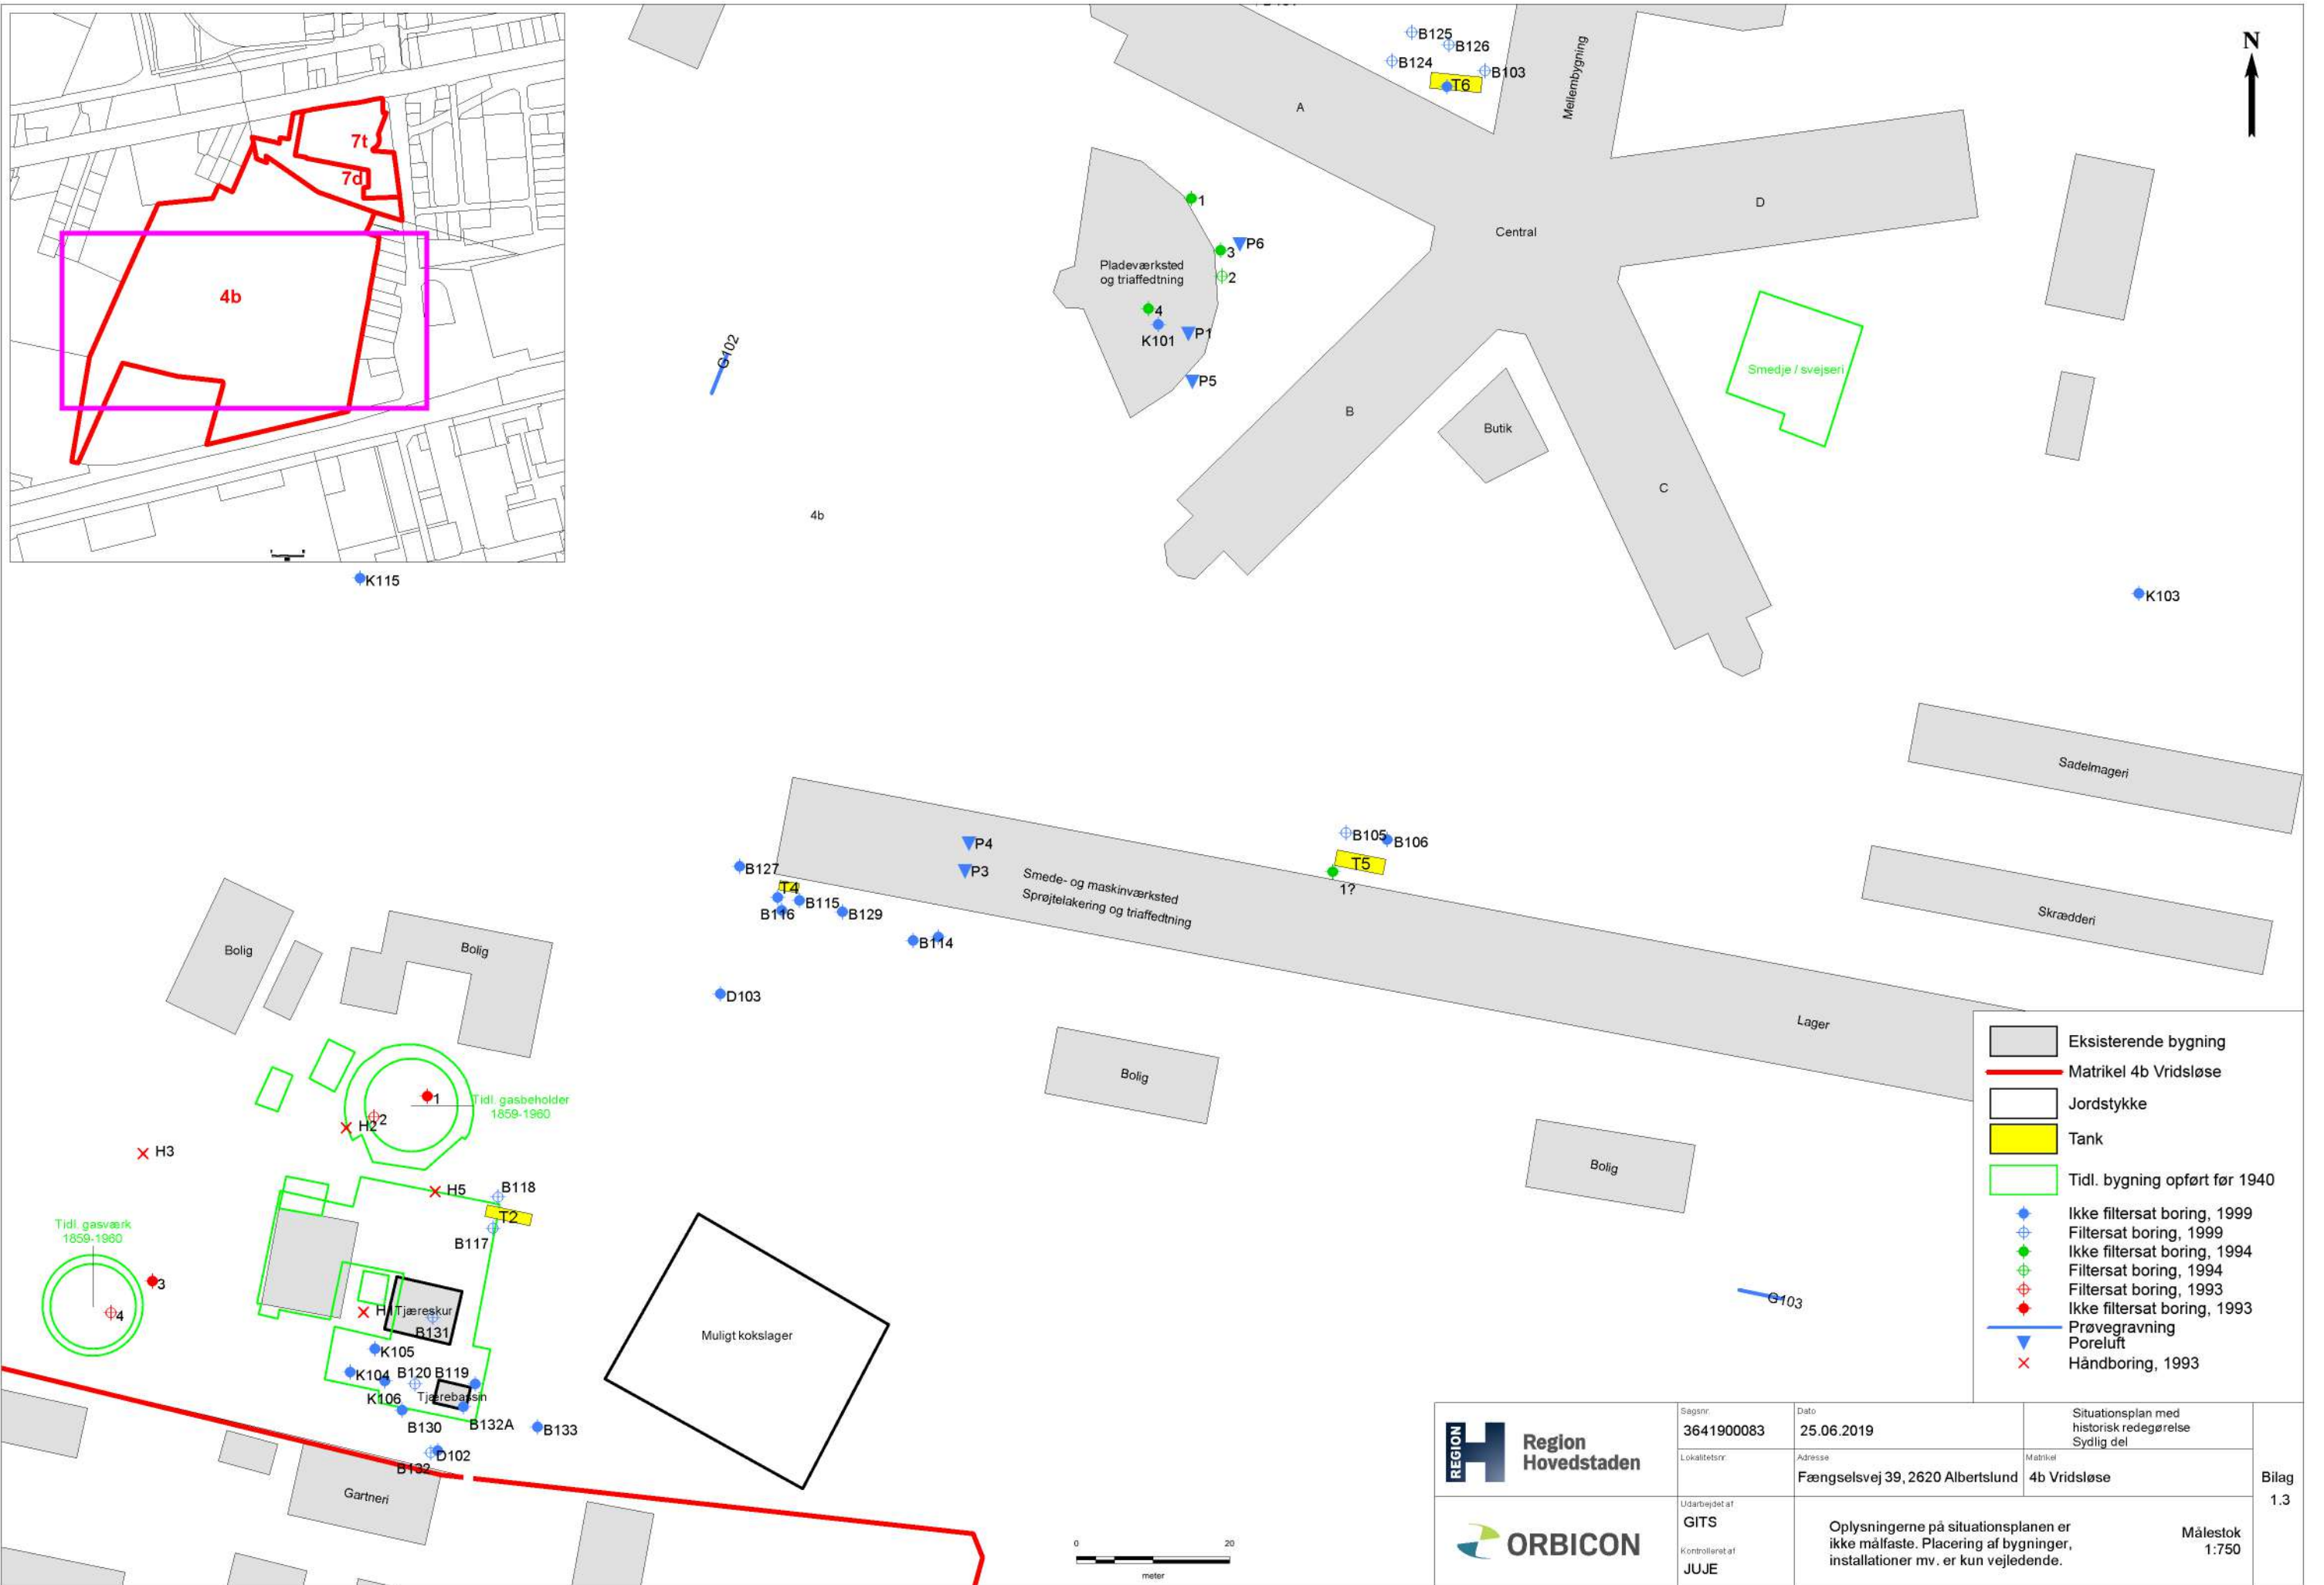 7t
7d
4b
N
B125
B126
B124
B103
T6
Mellembygning
A
1
3
P6
2
Pladeværksted
og triaffedtning
4
K101
P1
P5
Central
D
Smedje / svejseri
G102
B
Butik
C
4b
K115
K103
Sadelmageri
Skrædderi
P4
P3
B127
T4
B116
B115
B129
B114
Smede- og maskinværksted
Sprøjtelakering og triaffedtning
B105
B106
T5
1?
D103
Lager
Bolig
Bolig
Bolig
Bolig
1
2
H2
Tidl. gasbeholder
1859-1960
H3
H5
B118
T2
B117
Tidl. gasværk
1859-1960
3
4
H1
Tjæreskur
B131
K105
K104
B120
B119
K106
Tjærebassin
B130
B132A
B133
D102
B132
Gartneri
Muligt kokslager
G103
Eksisterende bygning
Matrikel 4b Vridsløse
Jordstykke
Tank
Tidl. bygning opført før 1940
Ikke filtersat boring, 1999
Filtersat boring, 1999
Ikke filtersat boring, 1994
Filtersat boring, 1994
Filtersat boring, 1993
Ikke filtersat boring, 1993
Prøvegravning
Poreluft
Håndboring, 1993
0 20
meter
REGION
H
Region
Hovedstaden
ORBICON
Sagsnr.
3641900083
Dato
25.06.2019
Situationsplan med
historisk redegørelse
Sydlig del
Lokalitetsnr.
Adresse
Fængselsvej 39, 2620 Albertslund
Matrikel
4b Vridsløse
Bilag
1.3
Udarbejdet af
GITS
Kontrolleret af
JUJE
Oplysningerne på situationsplanen er
ikke målfaste. Placering af bygninger,
installationer mv. er kun vejledende.
Målestok
1:750